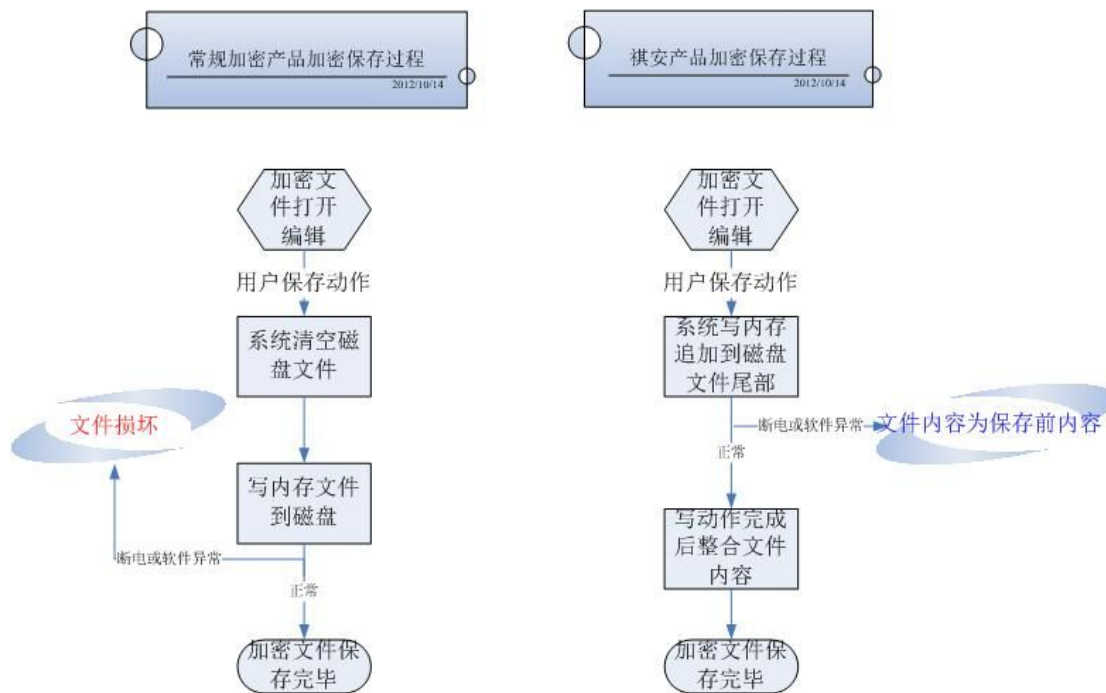 常规加密产品加密保存过程
2012/10/14
加密文
件打开
编辑
用户保存动作
系统清空磁
盘文件
文件损坏
写内存文件
到磁盘
断电或软件异常
正常
加密文件保
存完毕
祺安产品加密保存过程
2012/10/14
加密文
件打开
编辑
用户保存动作
系统写内存
追加到磁盘
文件尾部
断电或软件异常
文件内容为保存前内容
正常
写动作完成
后整合文件
内容
加密文件保
存完毕